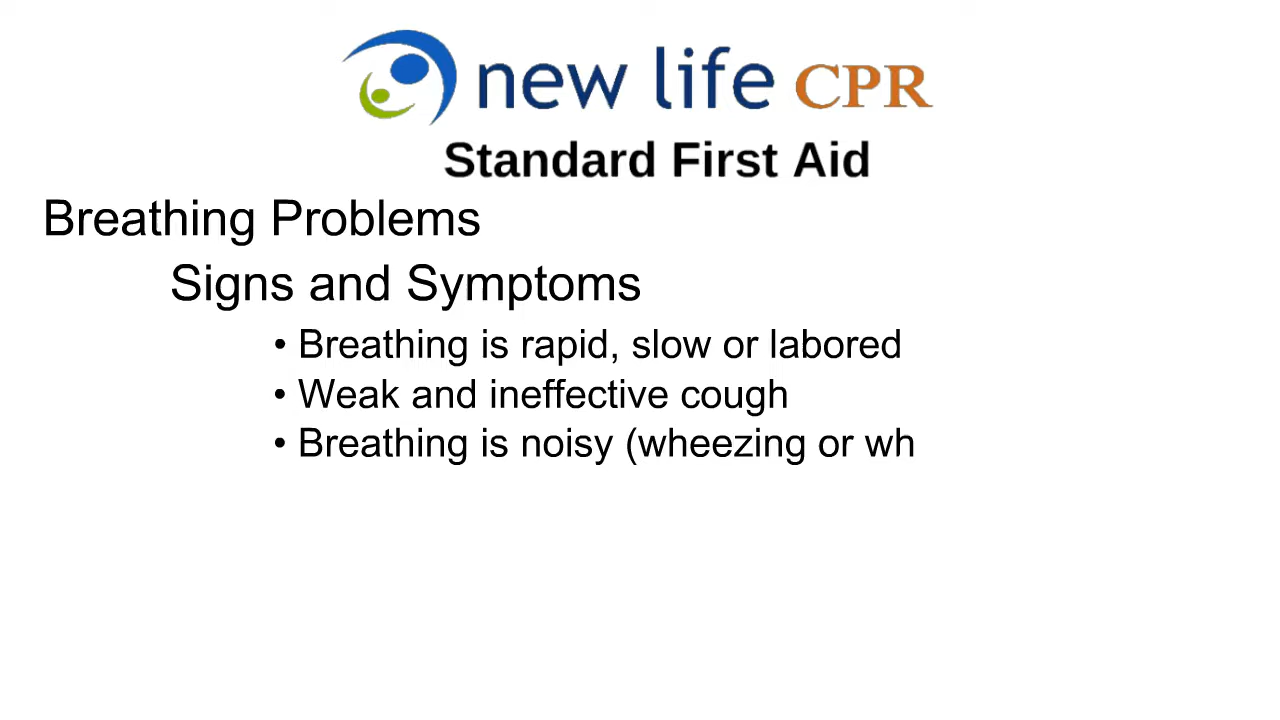 new life CPR
Standard First Aid
Breathing Problems
Signs and Symptoms
• Breathing is rapid, slow or labored
• Weak and ineffective cough
• Breathing is noisy (wheezing or wh